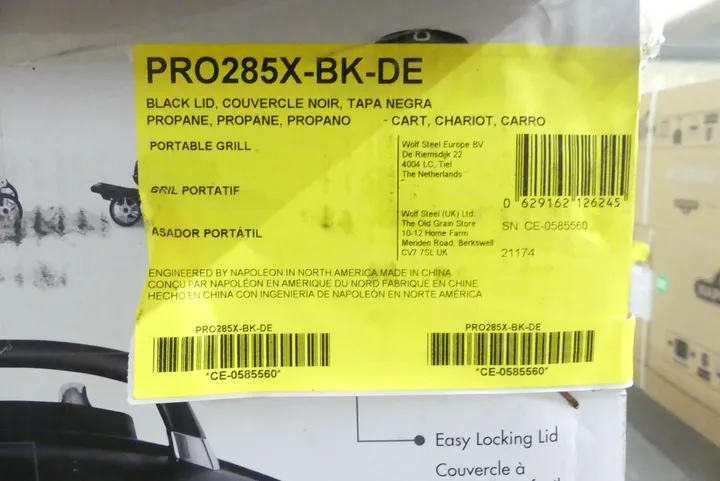 PRO285X-BK-DE
BLACK LID, COUVERCLE NOIR, TAPA NEGRA
PROPANE, PROPANE, PROPANO - CART, CHARIOT, CARRO
PORTABLE GRILL
GRIL PORTATIF
ASADOR PORTÁTIL
Wolf Steel Europe BV
De Riemsdijk 22
4004 LC, Tiel
The Netherlands
Wolf Steel (UK) Ltd.
The Old Grain Store
10-12 Home Farm
Meriden Road, Berkswell
CV7 7SL UK
0 629162 126245
SN CE-0585560
21174
ENGINEERED BY NAPOLEON IN NORTH AMERICA MADE IN CHINA
CONÇU PAR NAPOLÉON EN AMÉRIQUE DU NORD FABRIQUÉ EN CHINE
HECHO EN CHINA CON INGENIERÍA DE NAPOLEÓN EN NORTE AMÉRICA
PRO285X-BK-DE
*CE-0585560*
PRO285X-BK-DE
*CE-0585560*
Easy Locking Lid
Couvercle à